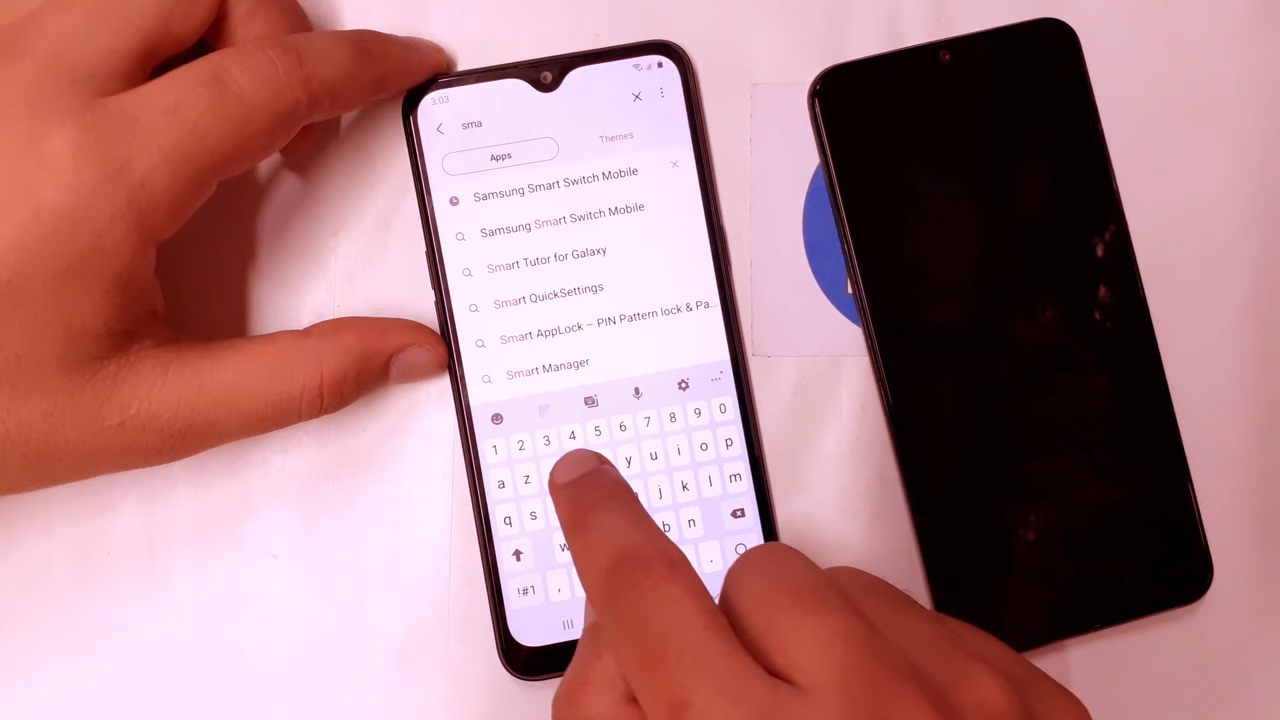 3:03
sma
Apps Themes
Samsung Smart Switch Mobile
Samsung Smart Switch Mobile
Smart Tutor for Galaxy
Smart QuickSettings
Smart AppLock – PIN Pattern lock & Pa...
Smart Manager
1 2 3 4 5 6 7 8 9 0
a z y u i o p
q s j k l m
w b n .
!#1 ,